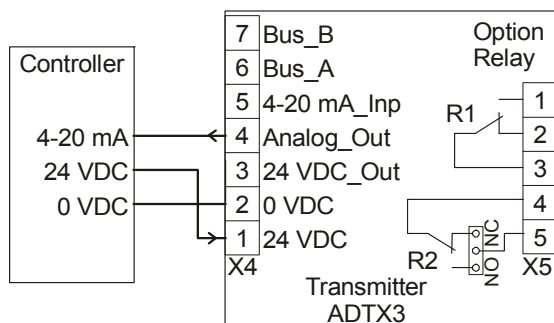 Controller
4-20 mA
24 VDC
0 VDC
7 Bus_B
6 Bus_A
5 4-20 mA_Inp
4 Analog_Out
3 24 VDC_Out
2 0 VDC
1 24 VDC
X4
Option
Relay
R1
1
2
3
4
5
X5
R2
NC
NO
Transmitter
ADTX3